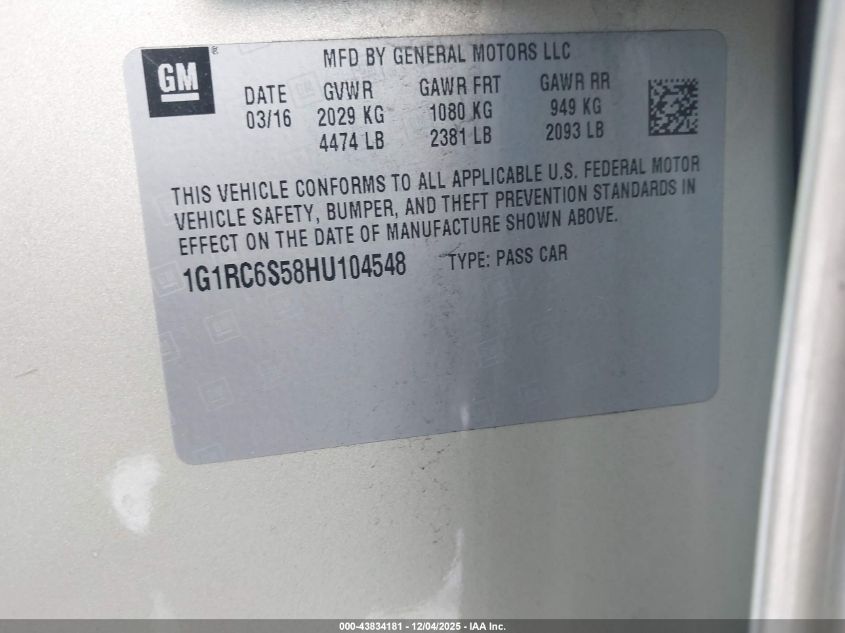 GM ®
MFD BY GENERAL MOTORS LLC
DATE GVWR GAWR FRT GAWR RR
03/16 2029 KG 1080 KG 949 KG
4474 LB 2381 LB 2093 LB
THIS VEHICLE CONFORMS TO ALL APPLICABLE U.S. FEDERAL MOTOR
VEHICLE SAFETY, BUMPER, AND THEFT PREVENTION STANDARDS IN
EFFECT ON THE DATE OF MANUFACTURE SHOWN ABOVE.
1G1RC6S58HU104548 TYPE: PASS CAR
000-43834181 - 12/04/2025 - IAA Inc.